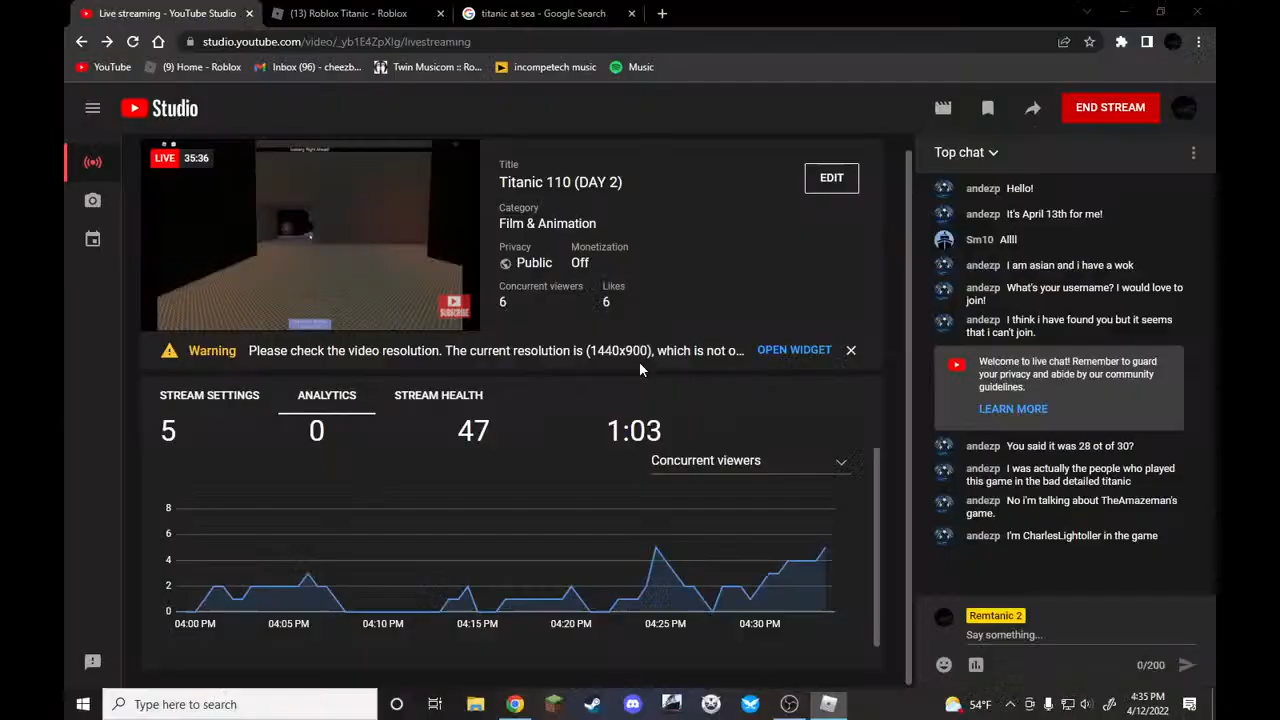 Live streaming - YouTube Studio
(13) Roblox Titanic - Roblox
titanic at sea - Google Search
studio.youtube.com/video/_yb1E4ZpXIg/livestreaming
YouTube
(9) Home - Roblox
Inbox (96) - cheezb...
Twin Musicom :: Ro...
incompetech music
Music
Studio
END STREAM
LIVE 35:36
Iceberg Right Ahead!
SUBSCRIBE
Title
Titanic 110 (DAY 2)
EDIT
Category
Film & Animation
Privacy
Monetization
Public
Off
Concurrent viewers
Likes
6
6
Warning
Please check the video resolution. The current resolution is (1440x900), which is not o...
OPEN WIDGET
STREAM SETTINGS
ANALYTICS
STREAM HEALTH
5
0
47
1:03
Concurrent viewers
8
6
4
2
0
04:00 PM
04:05 PM
04:10 PM
04:15 PM
04:20 PM
04:25 PM
04:30 PM
Top chat
andezp Hello!
andezp It's April 13th for me!
Sm10 Allll
andezp I am asian and i have a wok
andezp What's your username? I would love to
join!
andezp I think i have found you but it seems
that i can't join.
Welcome to live chat! Remember to guard
your privacy and abide by our community
guidelines.
LEARN MORE
andezp You said it was 28 ot of 30?
andezp I was actually the people who played
this game in the bad detailed titanic
andezp No i'm talking about TheAmazeman's
game.
andezp I'm CharlesLightoller in the game
Remtanic 2
Say something...
0/200
Type here to search
54°F
4:35 PM
4/12/2022